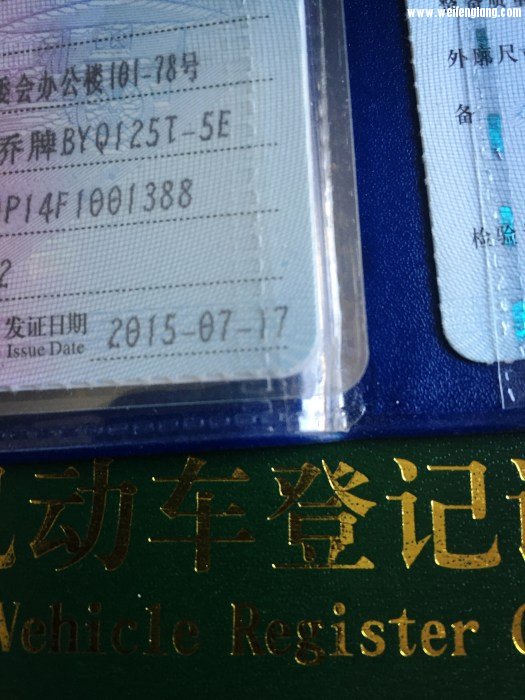 www.weifengtang.com
委会办公楼101-78号
乔牌BYQ125T-5E
P14F1001388
2
发证日期 2015-07-17
Issue Date
外廓尺
备
检验
动车登记
Vehicle Register